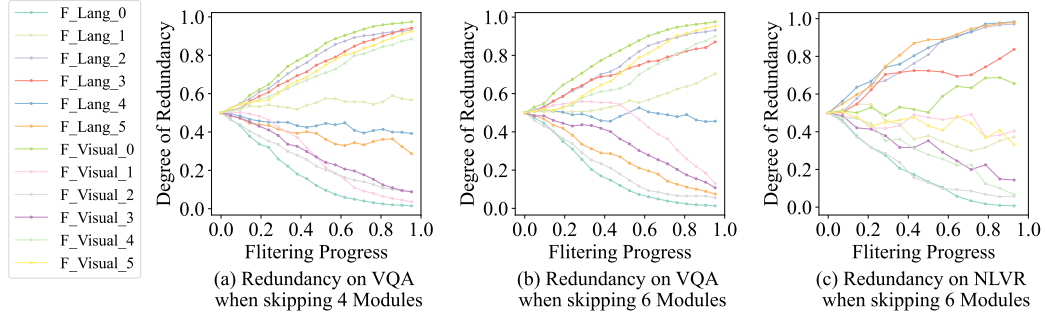 F_Lang_0
F_Lang_1
F_Lang_2
F_Lang_3
F_Lang_4
F_Lang_5
F_Visual_0
F_Visual_1
F_Visual_2
F_Visual_3
F_Visual_4
F_Visual_5
Degree of Redundancy
1.0
0.8
0.6
0.4
0.2
0.0
0.0 0.2 0.4 0.6 0.8 1.0
Flitering Progress
(a) Redundancy on VQA
when skipping 4 Modules
Degree of Redundancy
1.0
0.8
0.6
0.4
0.2
0.0
0.0 0.2 0.4 0.6 0.8 1.0
Flitering Progress
(b) Redundancy on VQA
when skipping 6 Modules
Degree of Redundancy
1.0
0.8
0.6
0.4
0.2
0.0
0.0 0.2 0.4 0.6 0.8 1.0
Flitering Progress
(c) Redundancy on NLVR
when skipping 6 Modules